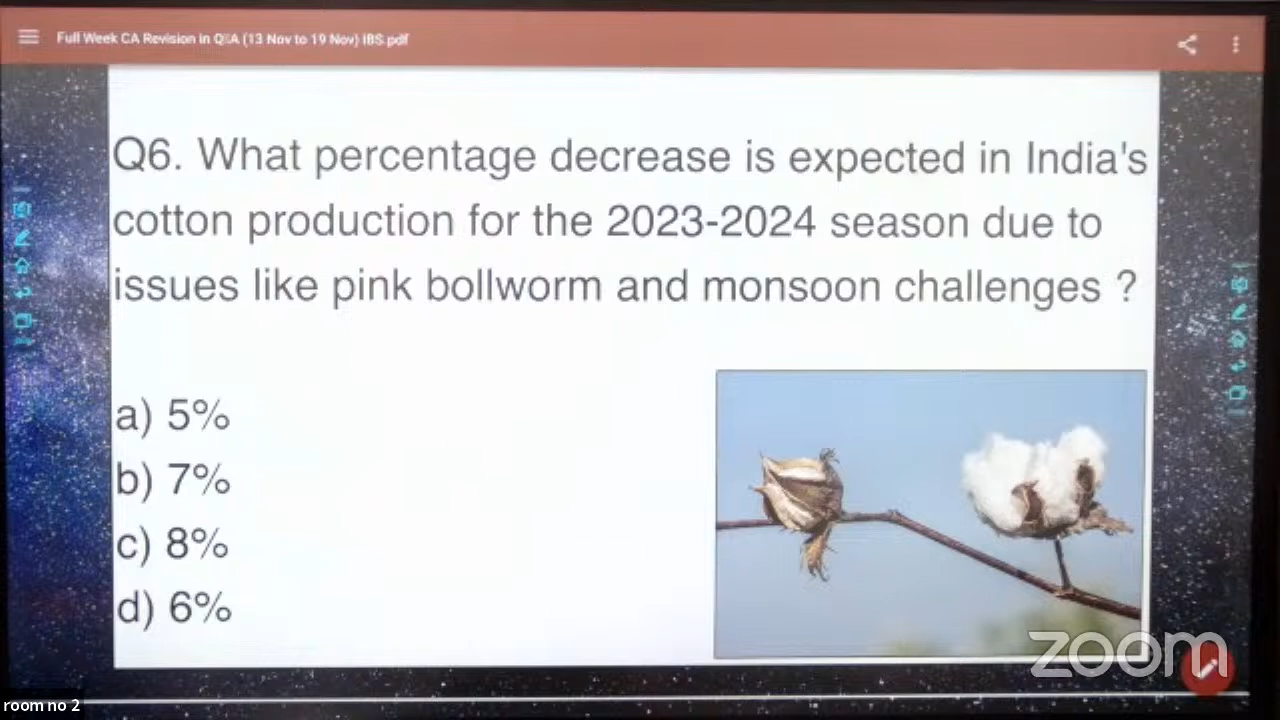 Full Week CA Revision in Q&A (13 Nov to 19 Nov) IBS.pdf
Q6. What percentage decrease is expected in India's
cotton production for the 2023-2024 season due to
issues like pink bollworm and monsoon challenges ?
a) 5%
b) 7%
c) 8%
d) 6%
zoom
room no 2